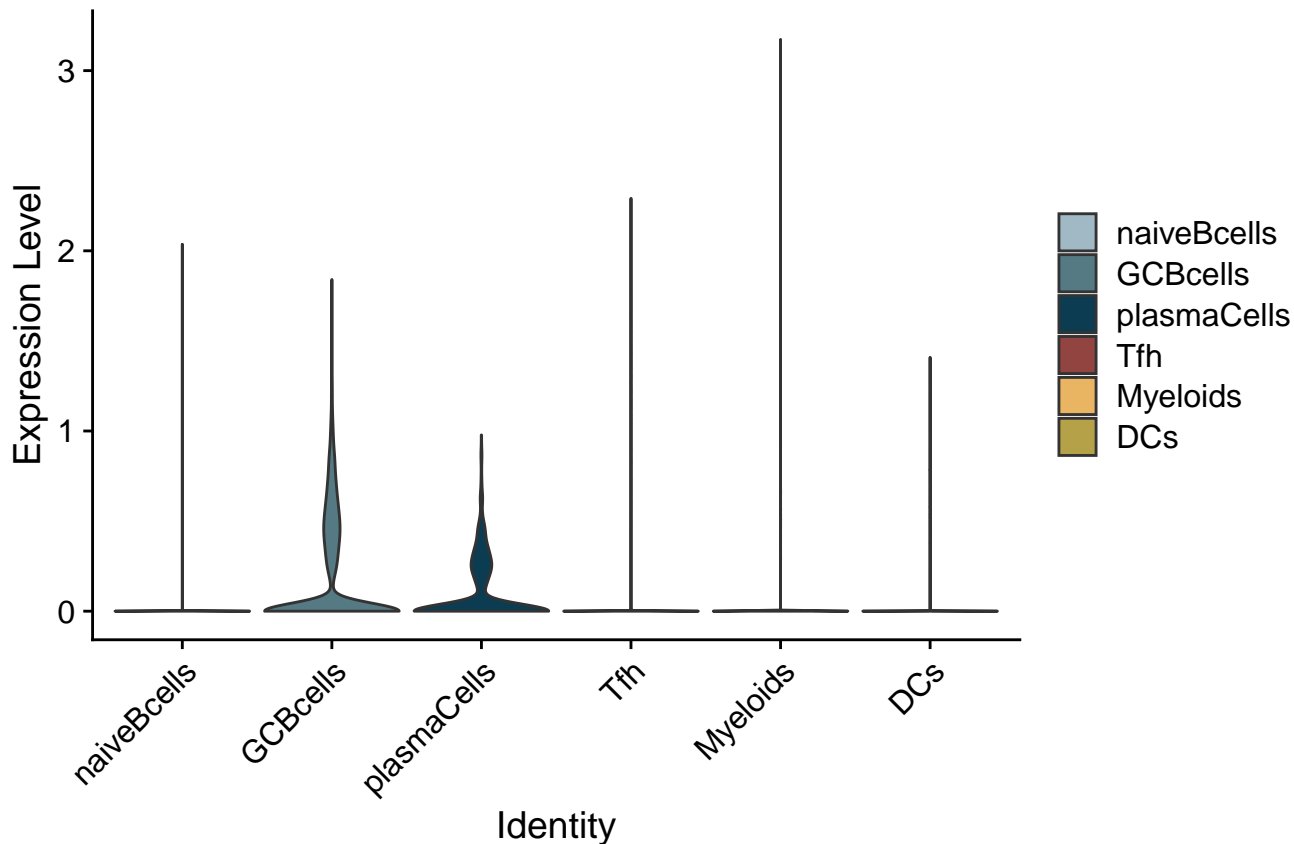 Expression Level
3
2
1
0
naiveBcells
GCBcells
plasmaCells
Tfh
Myeloids
DCs
Identity
naiveBcells
GCBcells
plasmaCells
Tfh
Myeloids
DCs